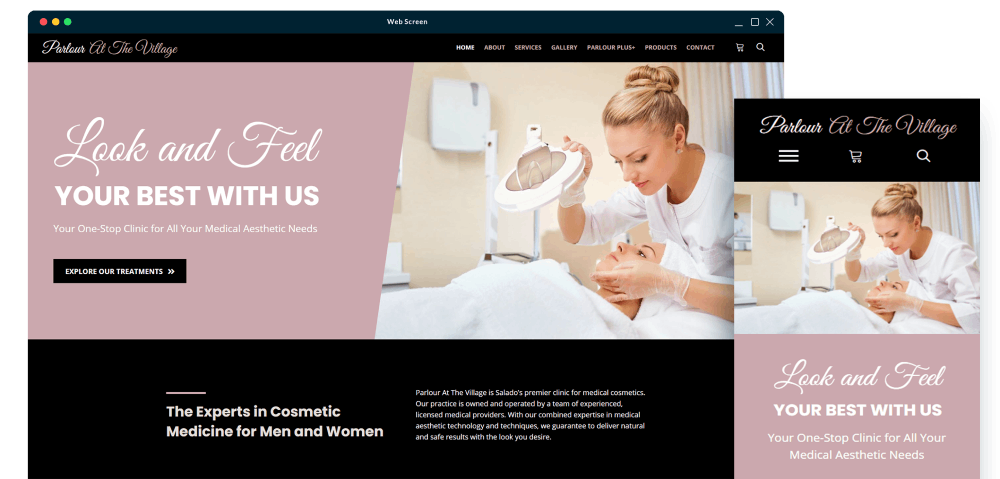 Web Screen
Parlour At The Village
HOME ABOUT SERVICES GALLERY PARLOUR PLUS+ PRODUCTS CONTACT
Look and Feel
YOUR BEST WITH US
Your One-Stop Clinic for All Your Medical Aesthetic Needs
EXPLORE OUR TREATMENTS
The Experts in Cosmetic
Medicine for Men and Women
Parlour At The Village is Salado's premier clinic for medical cosmetics.
Our practice is owned and operated by a team of experienced,
licensed medical providers. With our combined expertise in medical
aesthetic technology and techniques, we guarantee to deliver natural
and safe results with the look you desire.
Parlour At The Village
Look and Feel
YOUR BEST WITH US
Your One-Stop Clinic for All Your
Medical Aesthetic Needs